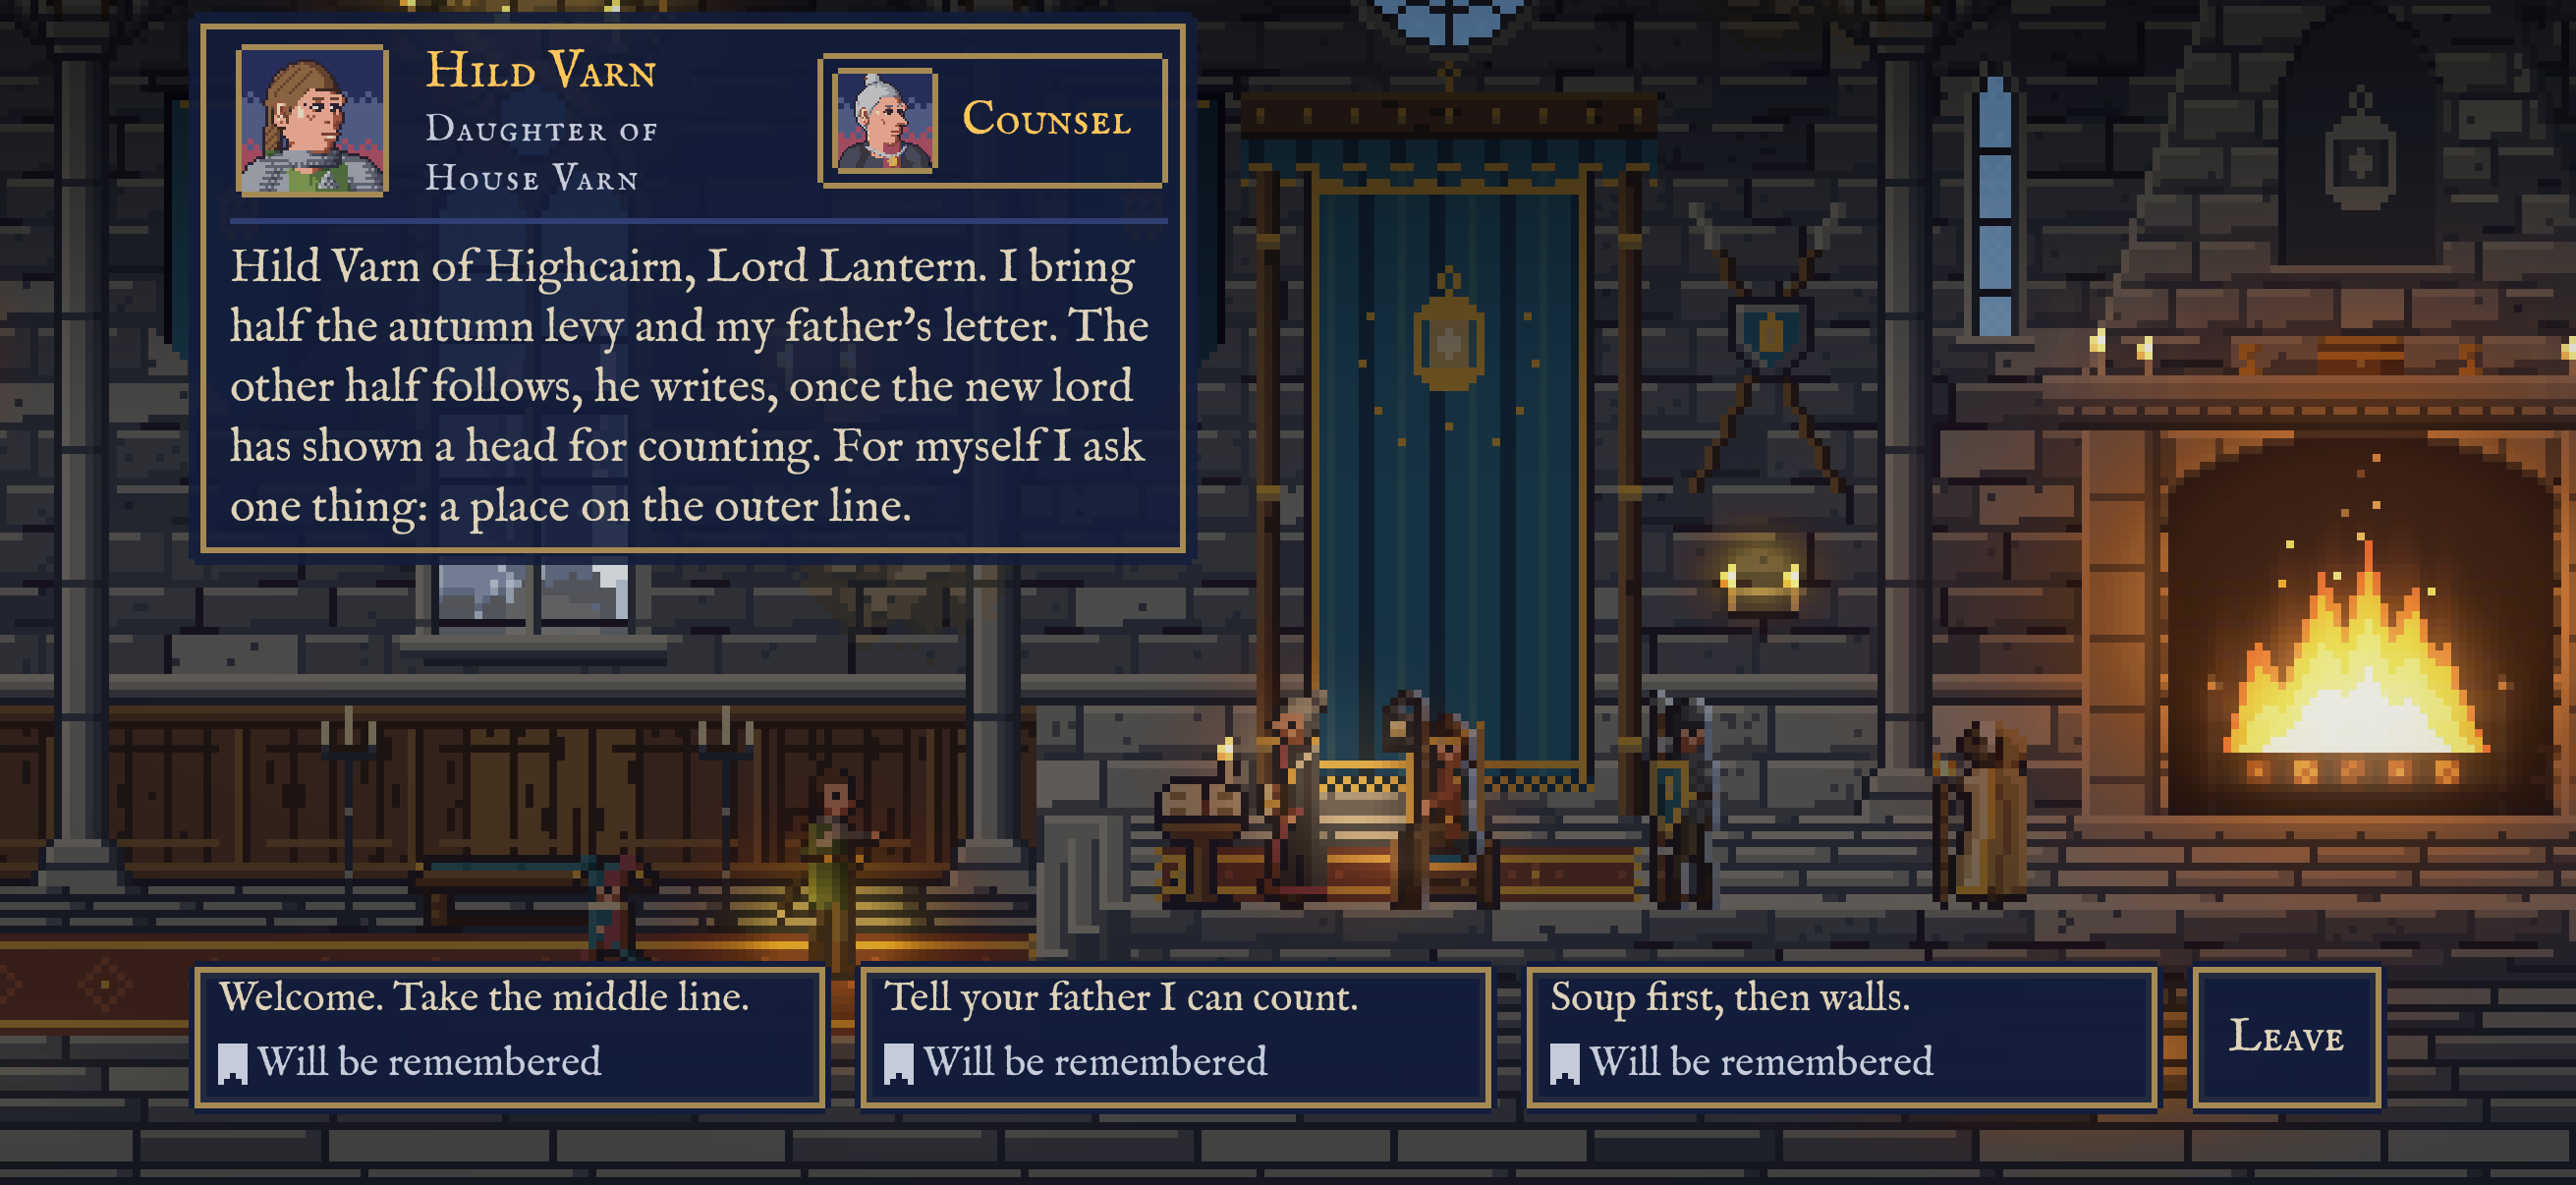 Hild Varn
Daughter of
House Varn
Counsel
Hild Varn of Highcairn, Lord Lantern. I bring
half the autumn levy and my father’s letter. The
other half follows, he writes, once the new lord
has shown a head for counting. For myself I ask
one thing: a place on the outer line.
Welcome. Take the middle line.
Will be remembered
Tell your father I can count.
Will be remembered
Soup first, then walls.
Will be remembered
Leave